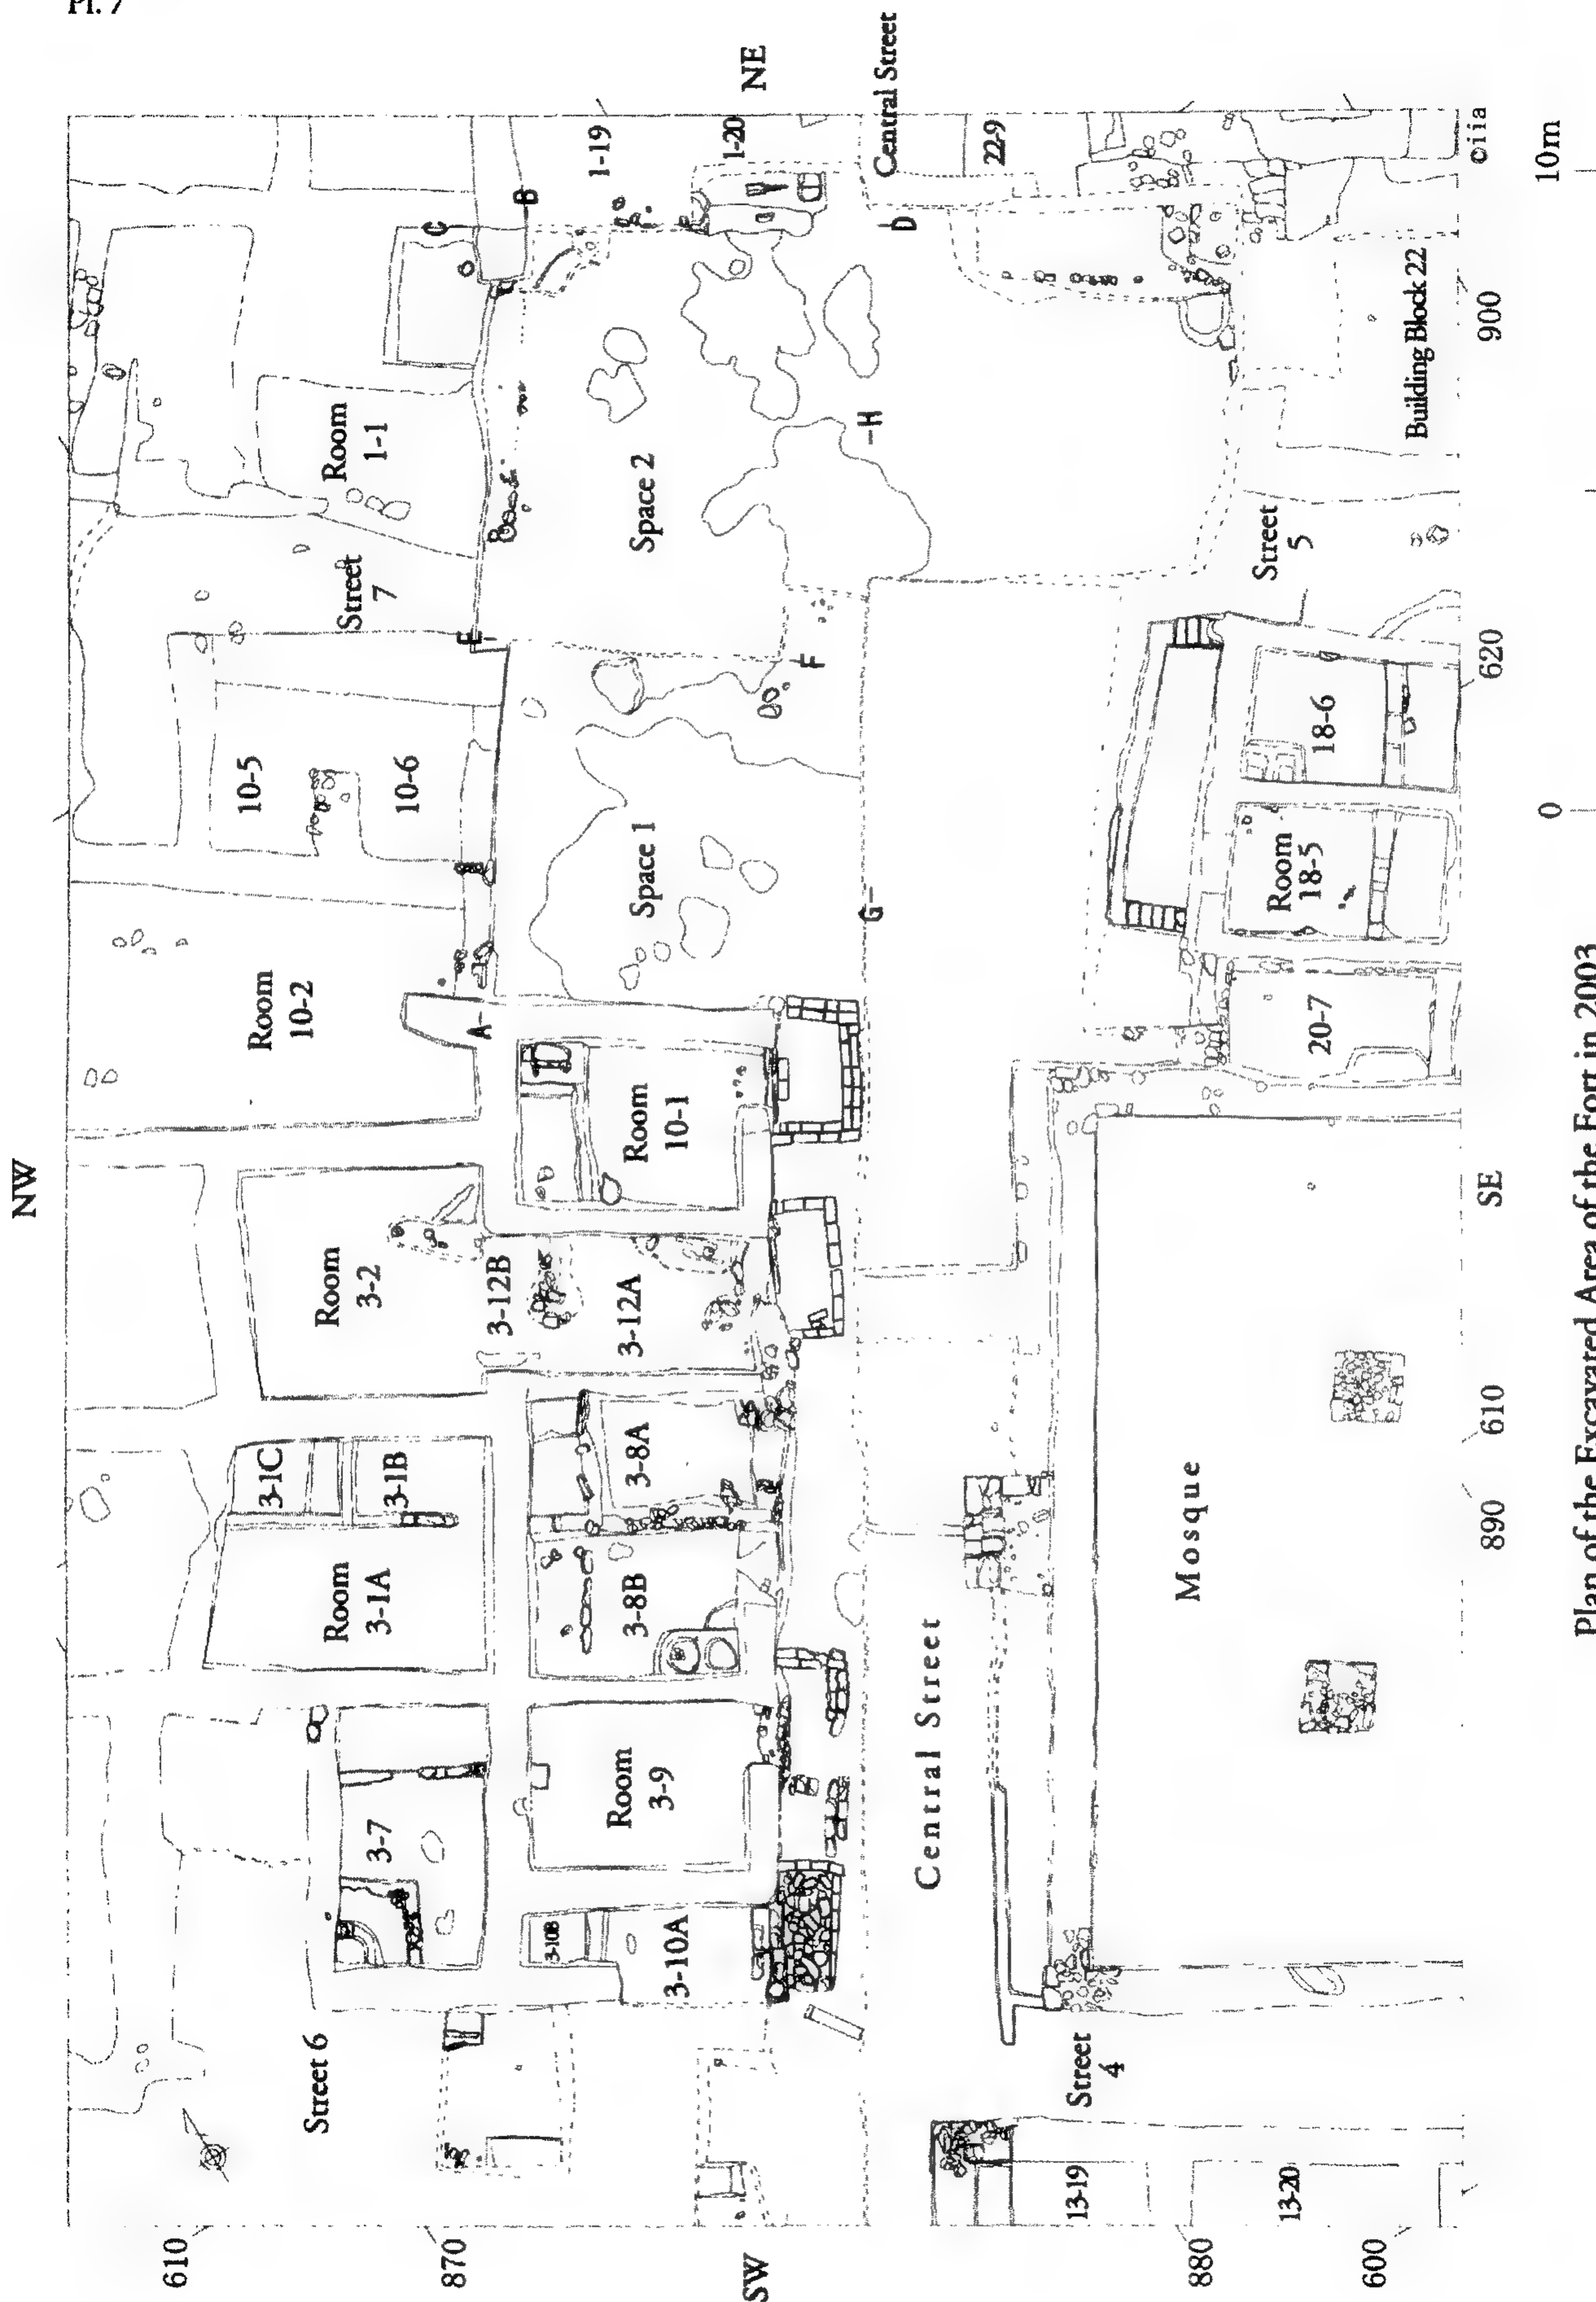 Pl. 7
NW
NE
SW
SE
610
870
880
600
890
610
620
900
Street 6
3-7
Room
3-1A
3-1B
3-1C
Room
3-2
Room
10-2
10-5
10-6
Street
7
Room
1-1
C
B
E
A
3-10B
3-10A
Room
3-9
3-8B
3-8A
3-12B
3-12A
Room
10-1
Space 1
Space 2
1-19
1-20
F
G
H
D
Central Street
Central Street
22-9
Street
4
13-19
13-20
Mosque
20-7
Room
18-5
18-6
Street
5
Building Block 22
©iia
0
10m
Plan of the Excavated Area of the Fort in 2003